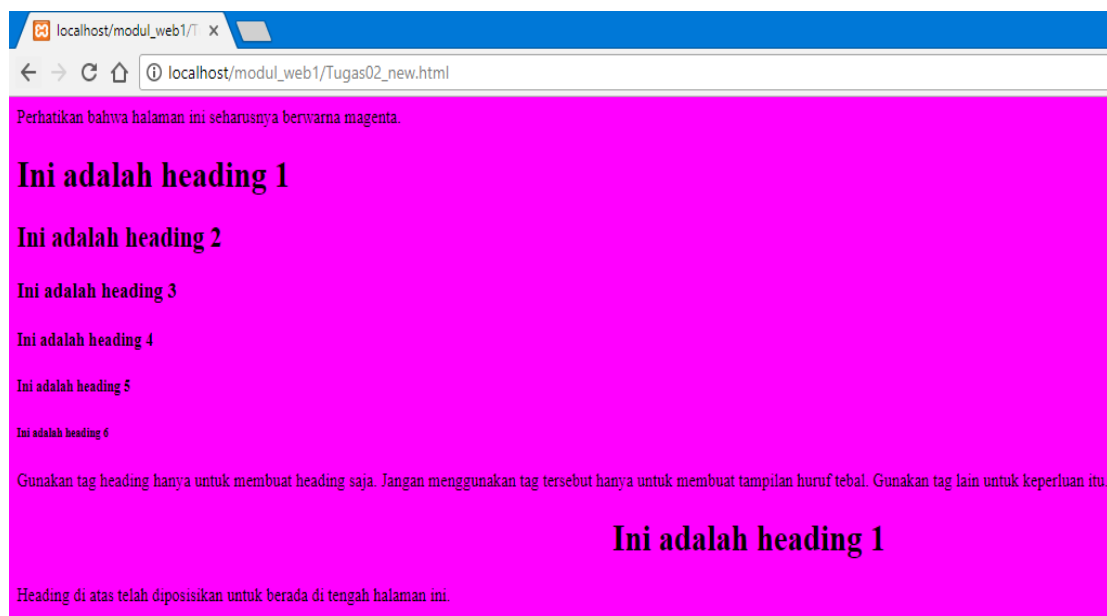 localhost/modul_web1/T
localhost/modul_web1/Tugas02_new.html
Perhatikan bahwa halaman ini seharusnya berwarna magenta.
Ini adalah heading 1
Ini adalah heading 2
Ini adalah heading 3
Ini adalah heading 4
Ini adalah heading 5
Ini adalah heading 6
Gunakan tag heading hanya untuk membuat heading saja. Jangan menggunakan tag tersebut hanya untuk membuat tampilan huruf tebal. Gunakan tag lain untuk keperluan itu.
Ini adalah heading 1
Heading di atas telah diposisikan untuk berada di tengah halaman ini.